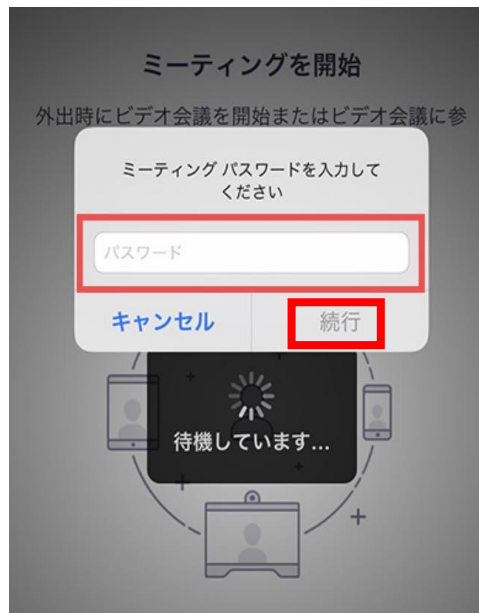 ミーティングを開始
外出時にビデオ会議を開始またはビデオ会議に参
ミーティング パスワードを入力して
ください
パスワード
キャンセル
続行
待機しています...